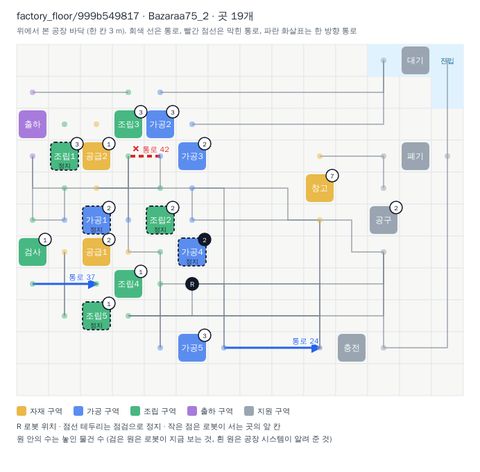 factory_floor/999b549817 · Bazaraa75_2 · 곳 19개
위에서 본 공장 바닥 (한 칸 3 m). 회색 선은 통로, 빨간 점선은 막힌 통로, 파란 화살표는 한 방향 통로
대기
진입
출하
조립3
3
가공2
3
조립1
정지
3
공급2
1
✕ 통로 42
가공3
2
폐기
창고
7
가공1
정지
2
조립2
정지
2
공구
2
검사
1
공급1
2
가공4
정지
2
통로 37
조립4
1
R
조립5
정지
1
가공5
3
통로 24
충전
자재 구역
가공 구역
조립 구역
출하 구역
지원 구역
R 로봇 위치 · 점선 테두리는 점검으로 정지 · 작은 점은 로봇이 서는 곳의 앞 칸
원 안의 수는 놓인 물건 수 (검은 원은 로봇이 지금 보는 것, 흰 원은 공장 시스템이 알려 준 것)